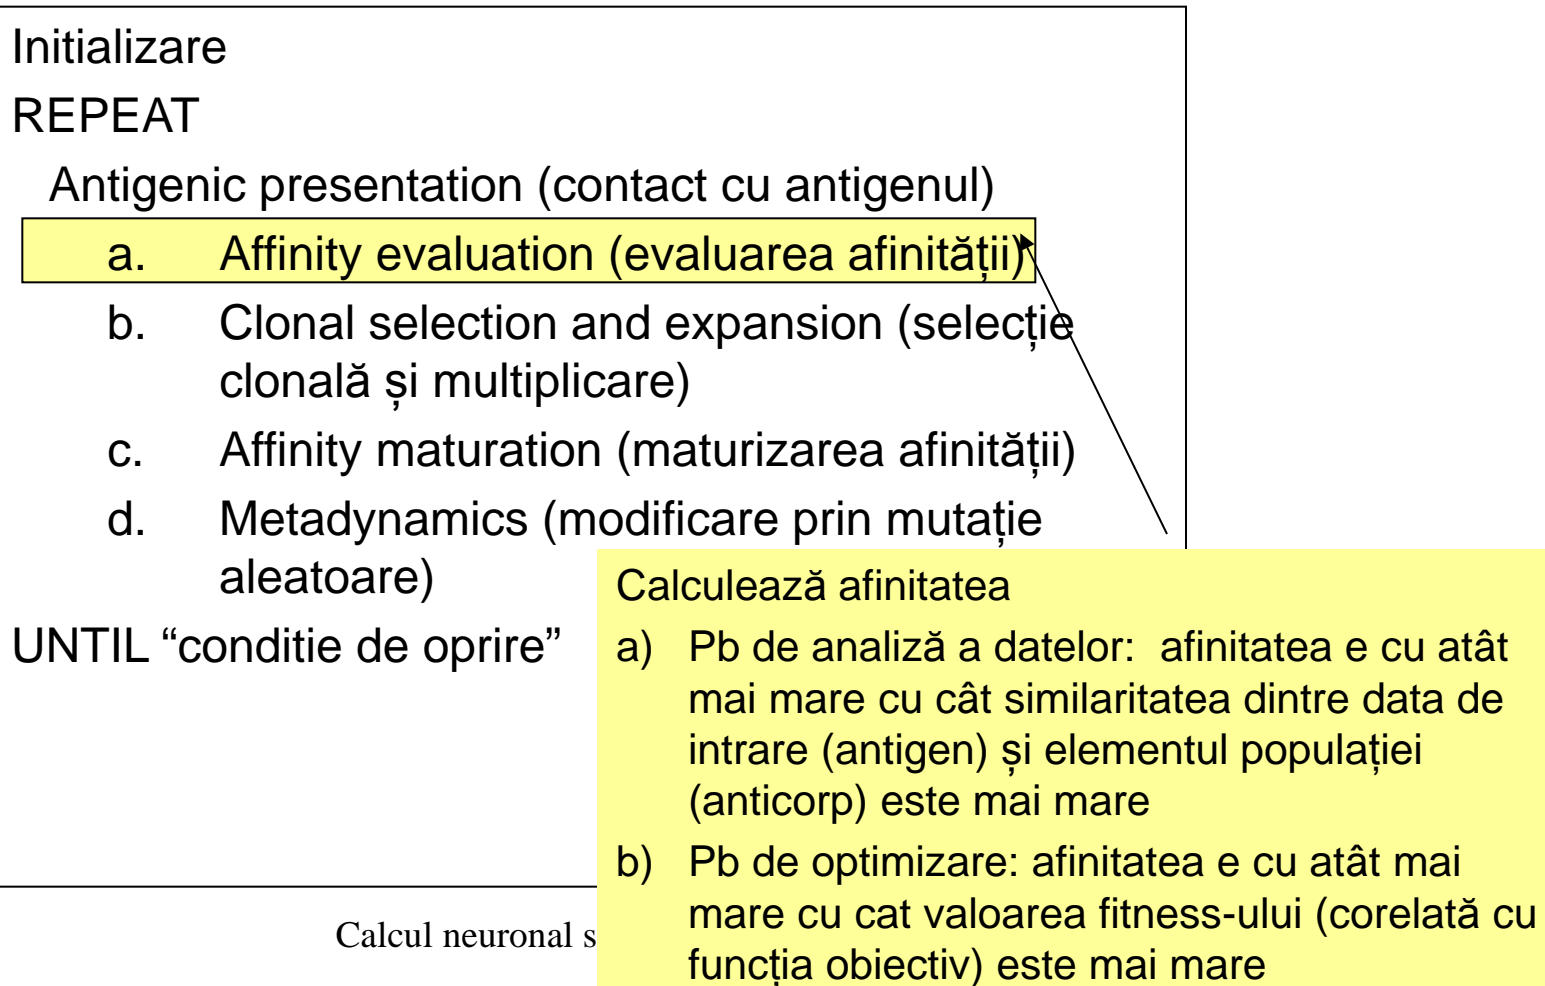 Initializare
REPEAT
Antigenic presentation (contact cu antigenul)
a. Affinity evaluation (evaluarea afinității)
b. Clonal selection and expansion (selecție
clonală și multiplicare)
c. Affinity maturation (maturizarea afinității)
d. Metadynamics (modificare prin mutație
aleatoare)
UNTIL “conditie de oprire”
Calculează afinitatea
a) Pb de analiză a datelor: afinitatea e cu atât
mai mare cu cât similaritatea dintre data de
intrare (antigen) și elementul populației
(anticorp) este mai mare
b) Pb de optimizare: afinitatea e cu atât mai
mare cu cat valoarea fitness-ului (corelată cu
funcția obiectiv) este mai mare
Calcul neuronal s